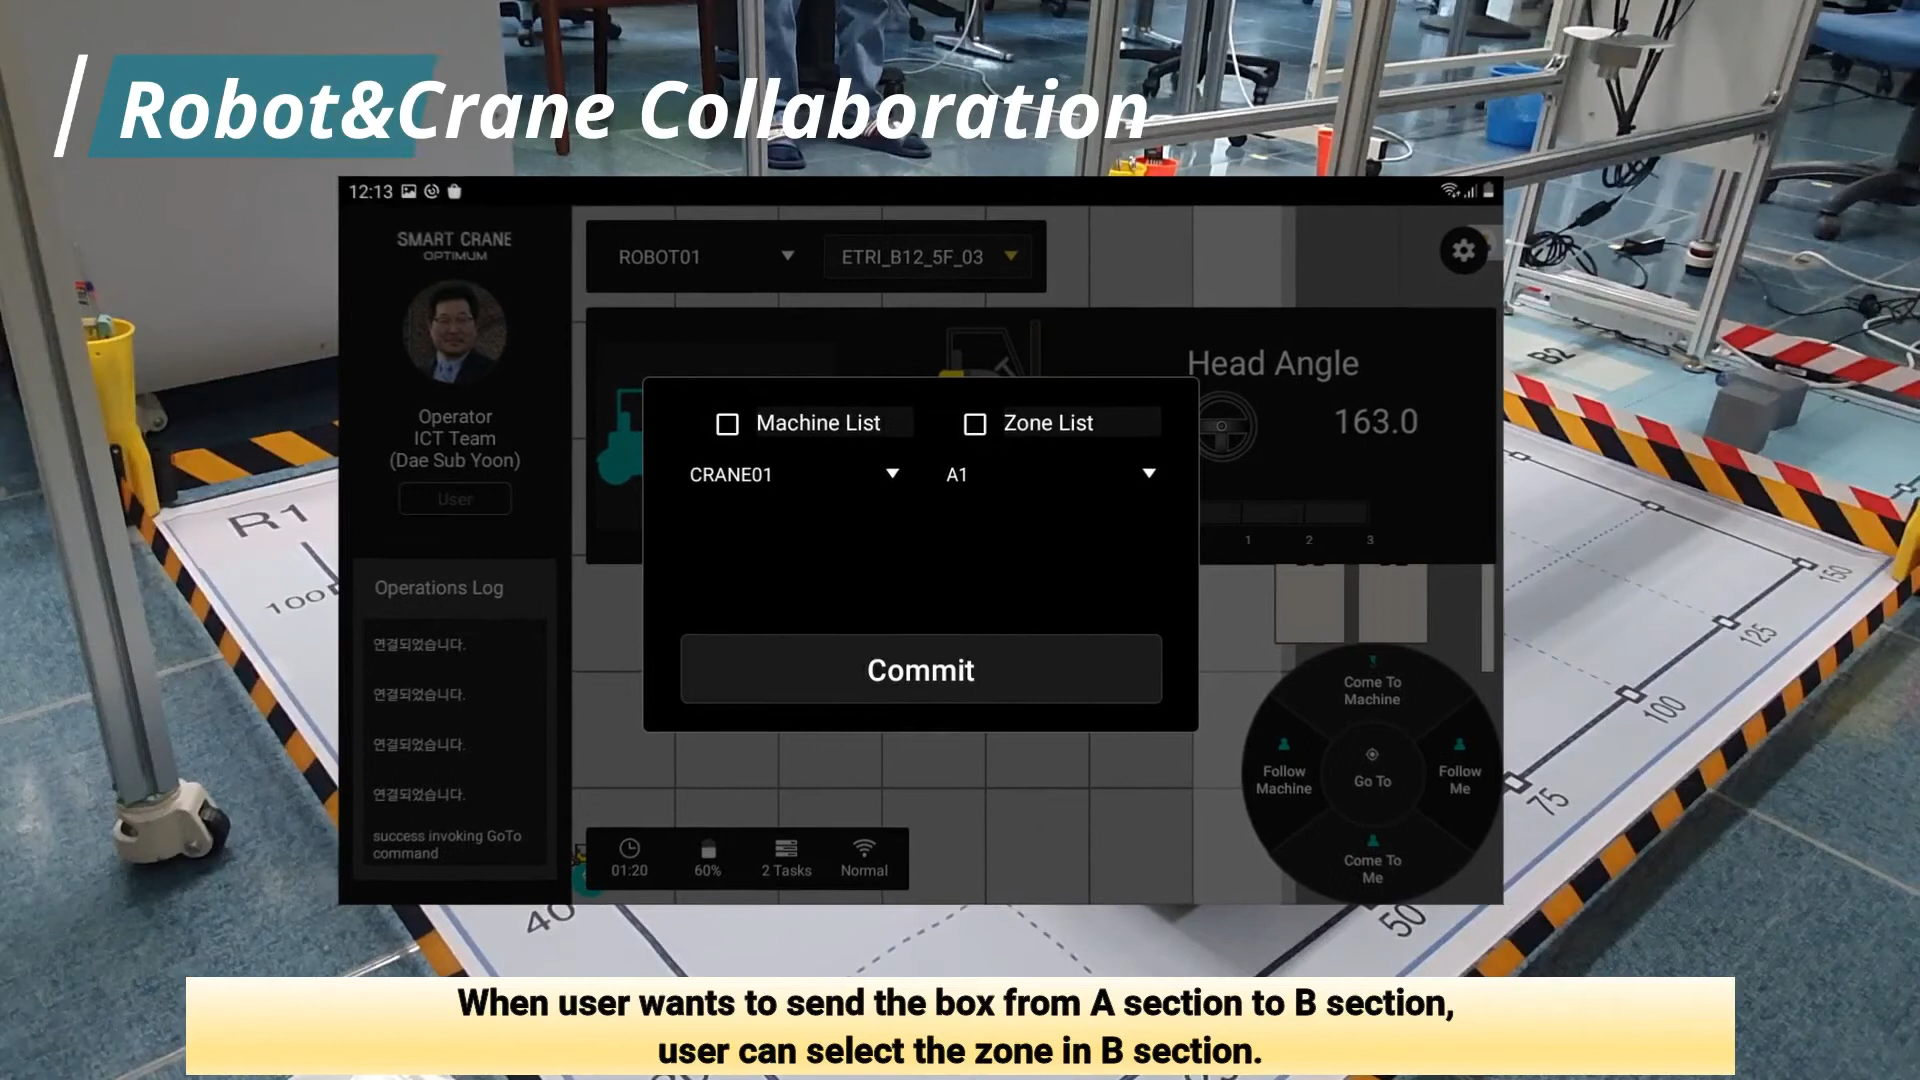 Robot&Crane Collaboration
12:13
SMART CRANE
OPTIMUM
ROBOT01
ETRI_B12_5F_03
Operator
ICT Team
(Dae Sub Yoon)
User
Head Angle
163.0
1 2 3
Machine List
Zone List
CRANE01
A1
Commit
Operations Log
연결되었습니다.
연결되었습니다.
연결되었습니다.
연결되었습니다.
success invoking GoTo
command
Come To
Machine
Follow
Machine
Go To
Follow
Me
Come To
Me
01:20
60%
2 Tasks
Normal
R1
100
B2
150
125
100
75
50
40
When user wants to send the box from A section to B section,
user can select the zone in B section.